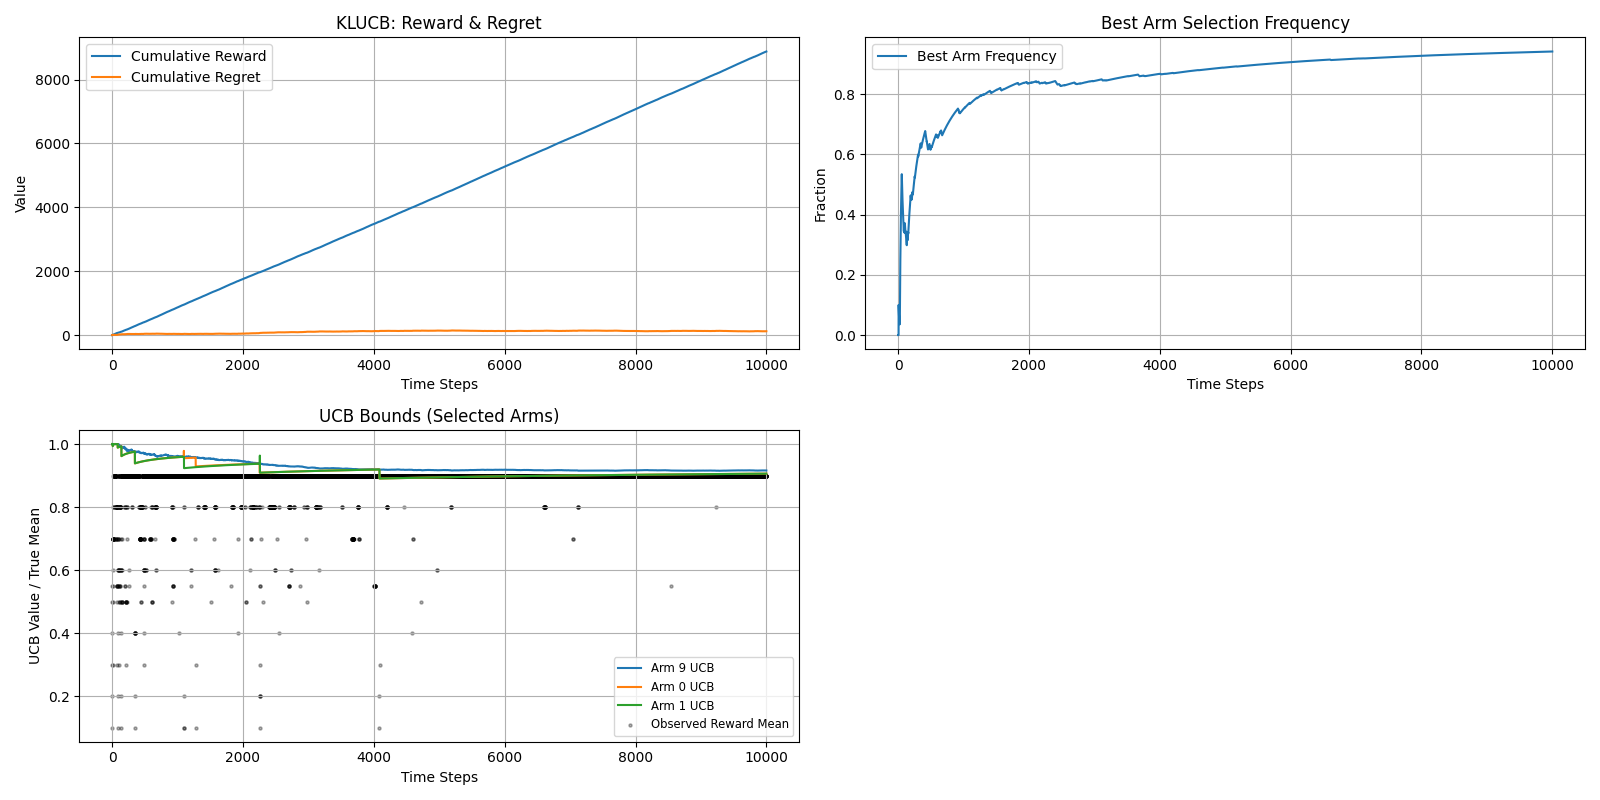 KLUCB: Reward & Regret
Cumulative Reward
Cumulative Regret
Value
8000
6000
4000
2000
0
0
2000
4000
6000
8000
10000
Time Steps
Best Arm Selection Frequency
Best Arm Frequency
Fraction
0.8
0.6
0.4
0.2
0.0
0
2000
4000
6000
8000
10000
Time Steps
UCB Bounds (Selected Arms)
UCB Value / True Mean
1.0
0.8
0.6
0.4
0.2
Arm 9 UCB
Arm 0 UCB
Arm 1 UCB
Observed Reward Mean
0
2000
4000
6000
8000
10000
Time Steps